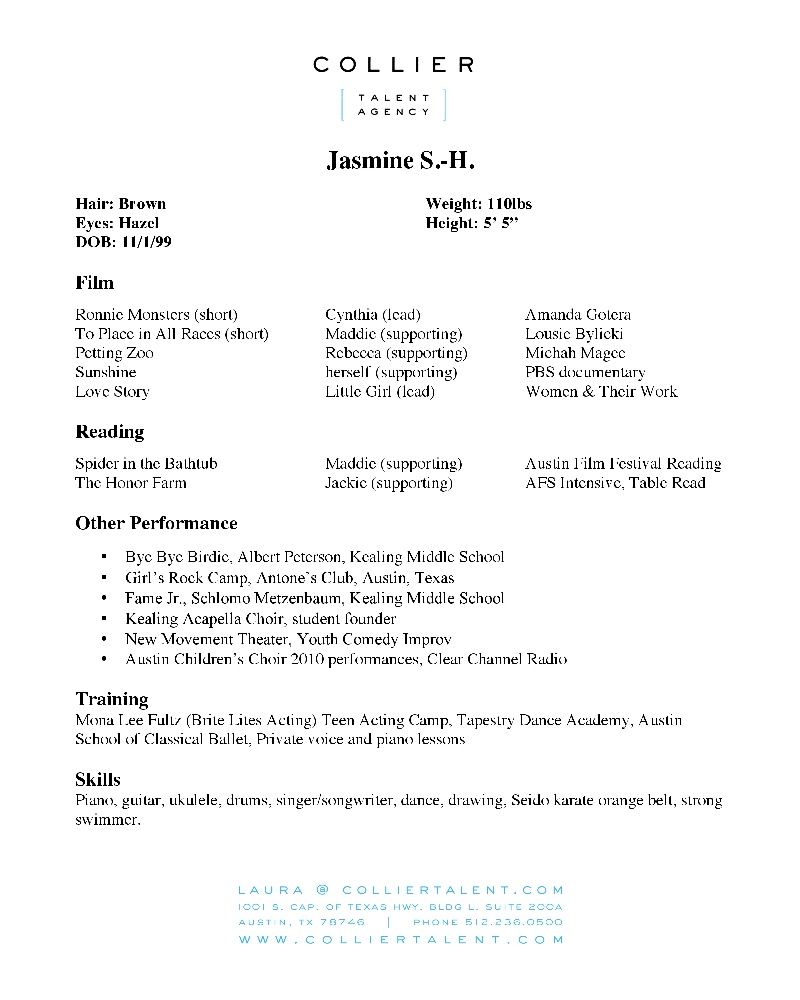 COLLIER
TALENT
AGENCY
Jasmine S.-H.
Hair: Brown Weight: 110lbs
Eyes: Hazel Height: 5’ 5”
DOB: 11/1/99
Film
Ronnie Monsters (short) Cynthia (lead) Amanda Gotera
To Place in All Races (short) Maddie (supporting) Lousie Bylicki
Petting Zoo Rebecca (supporting) Michah Magee
Sunshine herself (supporting) PBS documentary
Love Story Little Girl (lead) Women & Their Work
Reading
Spider in the Bathtub Maddie (supporting) Austin Film Festival Reading
The Honor Farm Jackie (supporting) AFS Intensive, Table Read
Other Performance
• Bye Bye Birdie, Albert Peterson, Kealing Middle School
• Girl’s Rock Camp, Antone’s Club, Austin, Texas
• Fame Jr., Schlomo Metzenbaum, Kealing Middle School
• Kealing Acapella Choir, student founder
• New Movement Theater, Youth Comedy Improv
• Austin Children’s Choir 2010 performances, Clear Channel Radio
Training
Mona Lee Fultz (Brite Lites Acting) Teen Acting Camp, Tapestry Dance Academy, Austin
School of Classical Ballet, Private voice and piano lessons
Skills
Piano, guitar, ukulele, drums, singer/songwriter, dance, drawing, Seido karate orange belt, strong
swimmer.
LAURA @ COLLIERTALENT.COM
1001 S. CAP. OF TEXAS HWY. BLDG L. SUITE 200A
AUSTIN, TX 78746 | PHONE 512.236.0500
WWW.COLLIERTALENT.COM